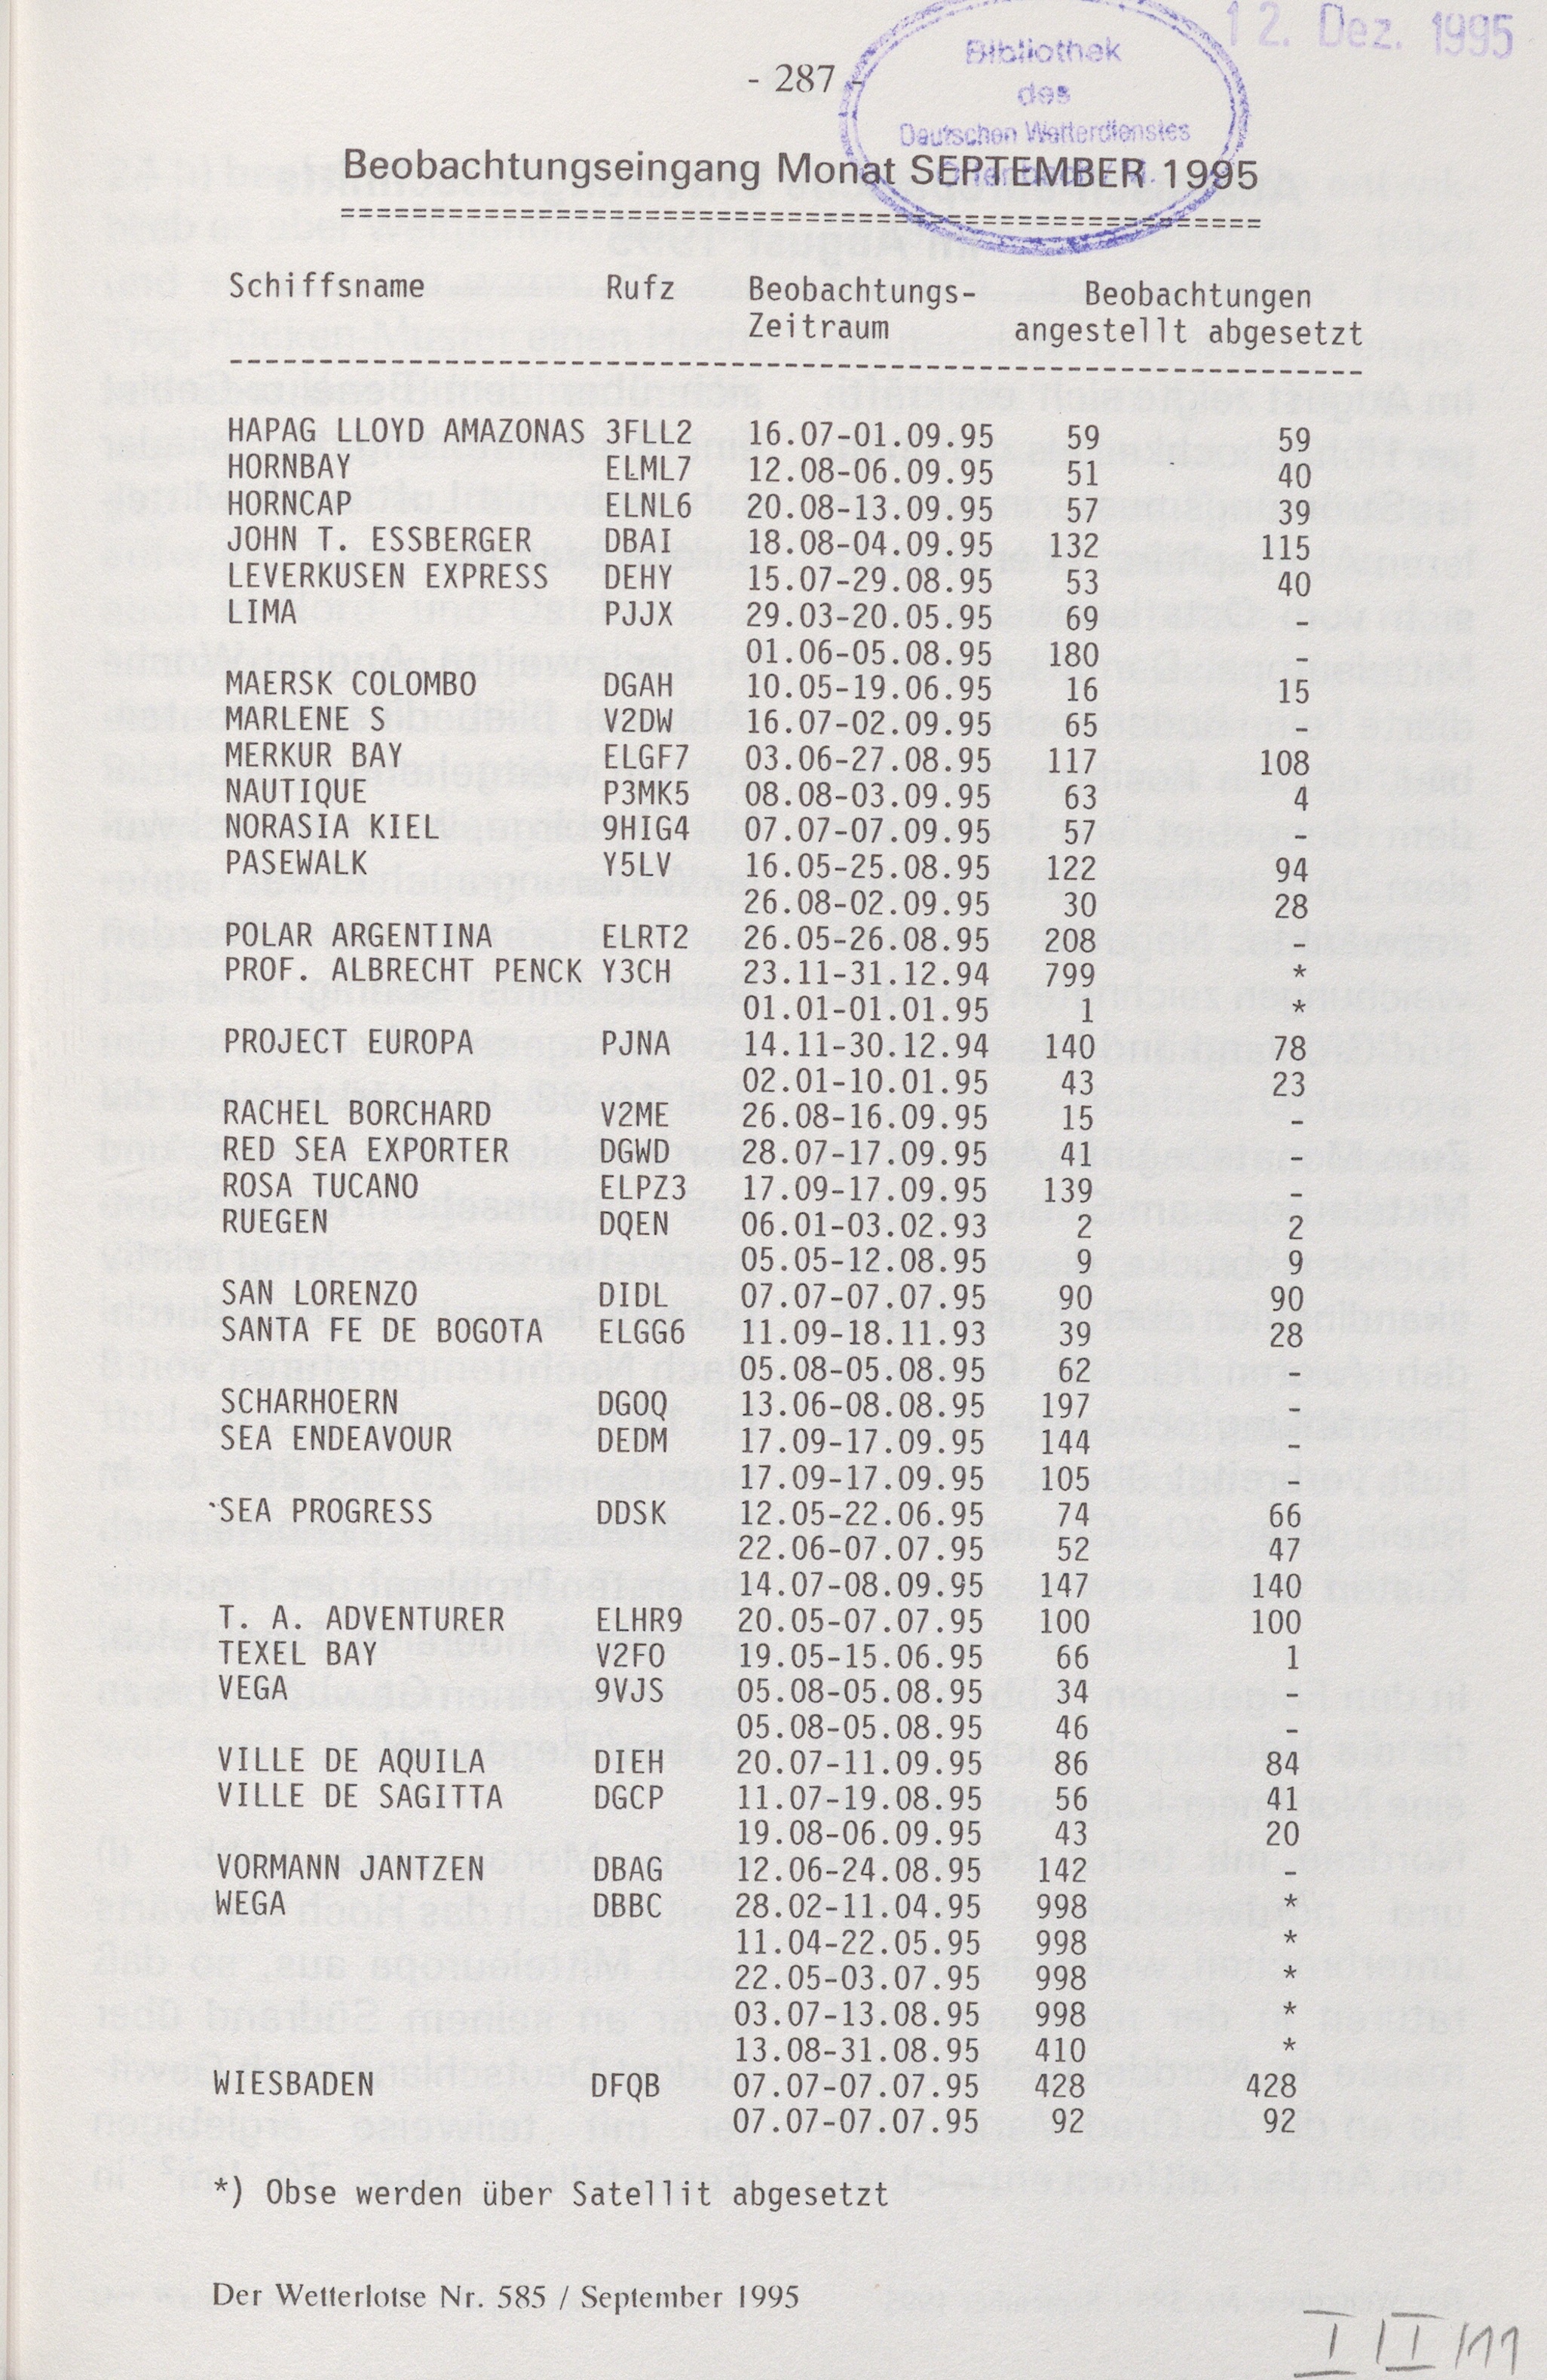 12. Dez. 1995
- 287 -
Bibliothek
des
Deutschen Wetterdienstes
Beobachtungseingang Monat SEPTEMBER 1995
==================================================
Schiffsname Rufz Beobachtungs- Beobachtungen
Zeitraum angestellt abgesetzt
----------------------------------------------------------------
HAPAG LLOYD AMAZONAS 3FLL2 16.07-01.09.95 59 59
HORNBAY ELML7 12.08-06.09.95 51 40
HORNCAP ELNL6 20.08-13.09.95 57 39
JOHN T. ESSBERGER DBAI 18.08-04.09.95 132 115
LEVERKUSEN EXPRESS DEHY 15.07-29.08.95 53 40
LIMA PJJX 29.03-20.05.95 69 -
01.06-05.08.95 180 -
MAERSK COLOMBO DGAH 10.05-19.06.95 16 15
MARLENE S V2DW 16.07-02.09.95 65 -
MERKUR BAY ELGF7 03.06-27.08.95 117 108
NAUTIQUE P3MK5 08.08-03.09.95 63 4
NORASIA KIEL 9HIG4 07.07-07.09.95 57 -
PASEWALK Y5LV 16.05-25.08.95 122 94
26.08-02.09.95 30 28
POLAR ARGENTINA ELRT2 26.05-26.08.95 208 -
PROF. ALBRECHT PENCK Y3CH 23.11-31.12.94 799 *
01.01-01.01.95 1 *
PROJECT EUROPA PJNA 14.11-30.12.94 140 78
02.01-10.01.95 43 23
RACHEL BORCHARD V2ME 26.08-16.09.95 15 -
RED SEA EXPORTER DGWD 28.07-17.09.95 41 -
ROSA TUCANO ELPZ3 17.09-17.09.95 139 -
RUEGEN DQEN 06.01-03.02.93 2 2
05.05-12.08.95 9 9
SAN LORENZO DIDL 07.07-07.07.95 90 90
SANTA FE DE BOGOTA ELGG6 11.09-18.11.93 39 28
05.08-05.08.95 62 -
SCHARHOERN DGOQ 13.06-08.08.95 197 -
SEA ENDEAVOUR DEDM 17.09-17.09.95 144 -
17.09-17.09.95 105 -
SEA PROGRESS DDSK 12.05-22.06.95 74 66
22.06-07.07.95 52 47
14.07-08.09.95 147 140
T. A. ADVENTURER ELHR9 20.05-07.07.95 100 100
TEXEL BAY V2FO 19.05-15.06.95 66 1
VEGA 9VJS 05.08-05.08.95 34 -
05.08-05.08.95 46 -
VILLE DE AQUILA DIEH 20.07-11.09.95 86 84
VILLE DE SAGITTA DGCP 11.07-19.08.95 56 41
19.08-06.09.95 43 20
VORMANN JANTZEN DBAG 12.06-24.08.95 142 -
WEGA DBBC 28.02-11.04.95 998 *
11.04-22.05.95 998 *
22.05-03.07.95 998 *
03.07-13.08.95 998 *
13.08-31.08.95 410 *
WIESBADEN DFQB 07.07-07.07.95 428 428
07.07-07.07.95 92 92
*) Obse werden über Satellit abgesetzt
Der Wetterlotse Nr. 585 / September 1995